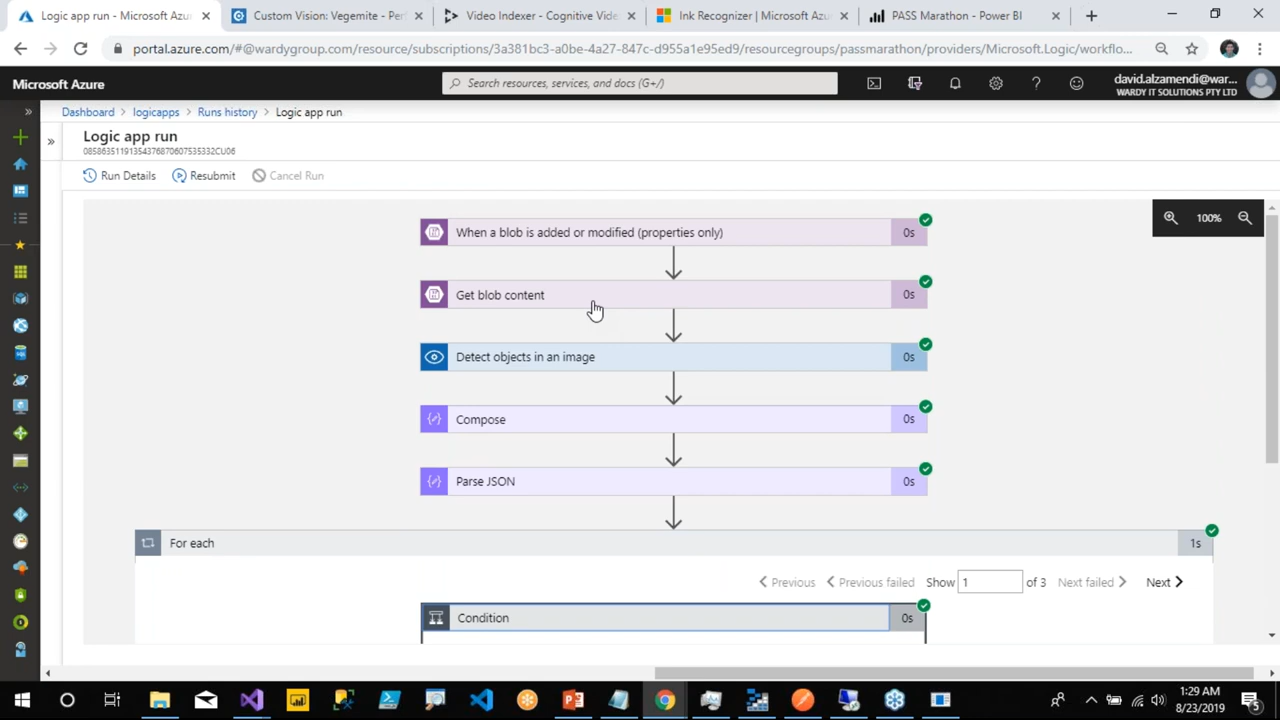 Logic app run - Microsoft Azure
Custom Vision: Vegemite - Per
Video Indexer - Cognitive Vide
Ink Recognizer | Microsoft Azu
PASS Marathon - Power BI
portal.azure.com/#@wardygroup.com/resource/subscriptions/3a381bc3-a0be-4a27-847c-d955a1e95ed9/resourcegroups/passmarathon/providers/Microsoft.Logic/workflo...
Microsoft Azure
Search resources, services, and docs (G+/)
david.alzamendi@war...
WARDY IT SOLUTIONS PTY LTD
Dashboard > logicapps > Runs history > Logic app run
Logic app run
Run Details Resubmit Cancel Run
When a blob is added or modified (properties only) 0s
100%
Get blob content 0s
Detect objects in an image 0s
Compose 0s
Parse JSON 0s
For each 1s
Previous Previous failed Show 1 of 3 Next failed Next
Condition 0s
1:29 AM
8/23/2019
5